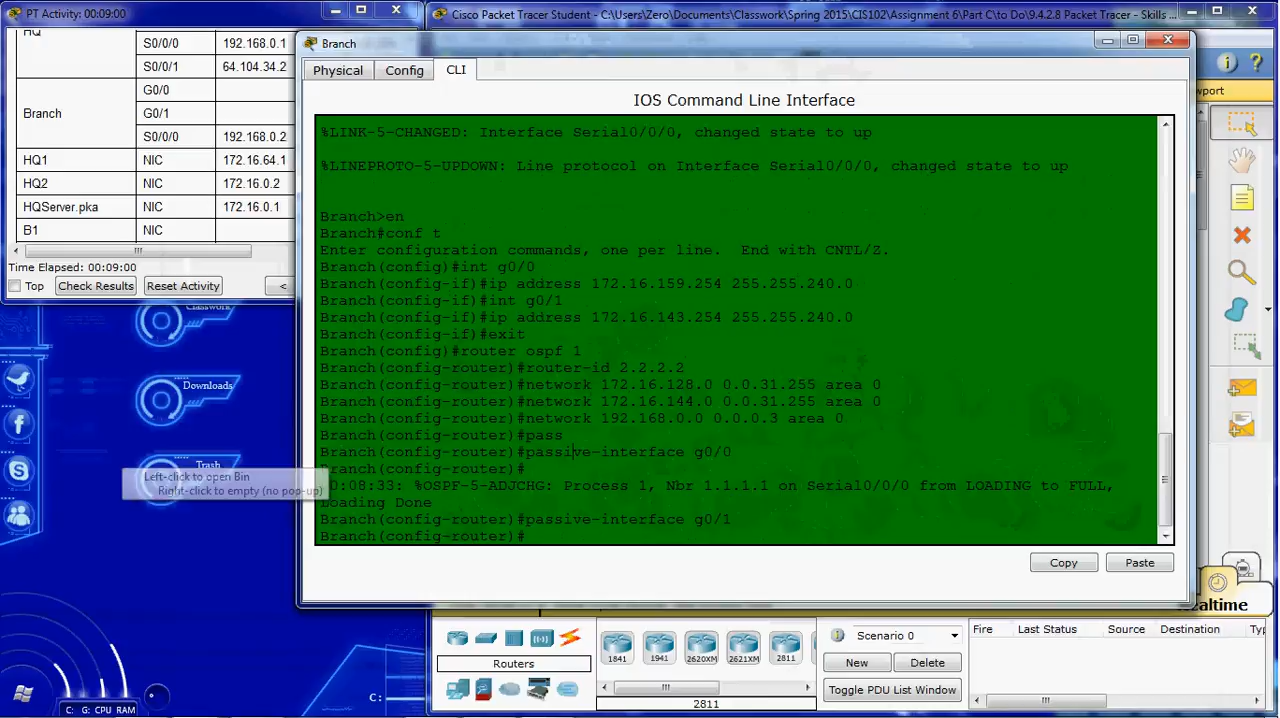 PT Activity: 00:09:00
HQ
S0/0/0 192.168.0.1
S0/0/1 64.104.34.2
Branch
G0/0
G0/1
S0/0/0 192.168.0.2
HQ1 NIC 172.16.64.1
HQ2 NIC 172.16.0.2
HQServer.pka NIC 172.16.0.1
B1 NIC
Time Elapsed: 00:09:00
Top Check Results Reset Activity <
Downloads
Trash
Left-click to open Bin
Right-click to empty (no pop-up)
C: G: CPU RAM
C:
Cisco Packet Tracer Student - C:\Users\Zero\Documents\Classwork\Spring 2015\CIS102\Assignment 6\Part C\to Do\9.4.2.8 Packet Tracer - Skills
Branch
Physical Config CLI
IOS Command Line Interface
%LINK-5-CHANGED: Interface Serial0/0/0, changed state to up
%LINEPROTO-5-UPDOWN: Line protocol on Interface Serial0/0/0, changed state to up
Branch>en
Branch#conf t
Enter configuration commands, one per line.  End with CNTL/Z.
Branch(config)#int g0/0
Branch(config-if)#ip address 172.16.159.254 255.255.240.0
Branch(config-if)#int g0/1
Branch(config-if)#ip address 172.16.143.254 255.255.240.0
Branch(config-if)#exit
Branch(config)#router ospf 1
Branch(config-router)#router-id 2.2.2.2
Branch(config-router)#network 172.16.128.0 0.0.31.255 area 0
Branch(config-router)#network 172.16.144.0 0.0.31.255 area 0
Branch(config-router)#network 192.168.0.0 0.0.0.3 area 0
Branch(config-router)#pass
Branch(config-router)#passive-interface g0/0
Branch(config-router)#
0:08:33: %OSPF-5-ADJCHG: Process 1, Nbr 1.1.1.1 on Serial0/0/0 from LOADING to FULL,
Loading Done
Branch(config-router)#passive-interface g0/1
Branch(config-router)#
Copy Paste
wport
ealtime
Routers
1841 1941 2620XM 2621XM 2811
2811
Scenario 0
New Delete
Toggle PDU List Window
Fire Last Status Source Destination Typ